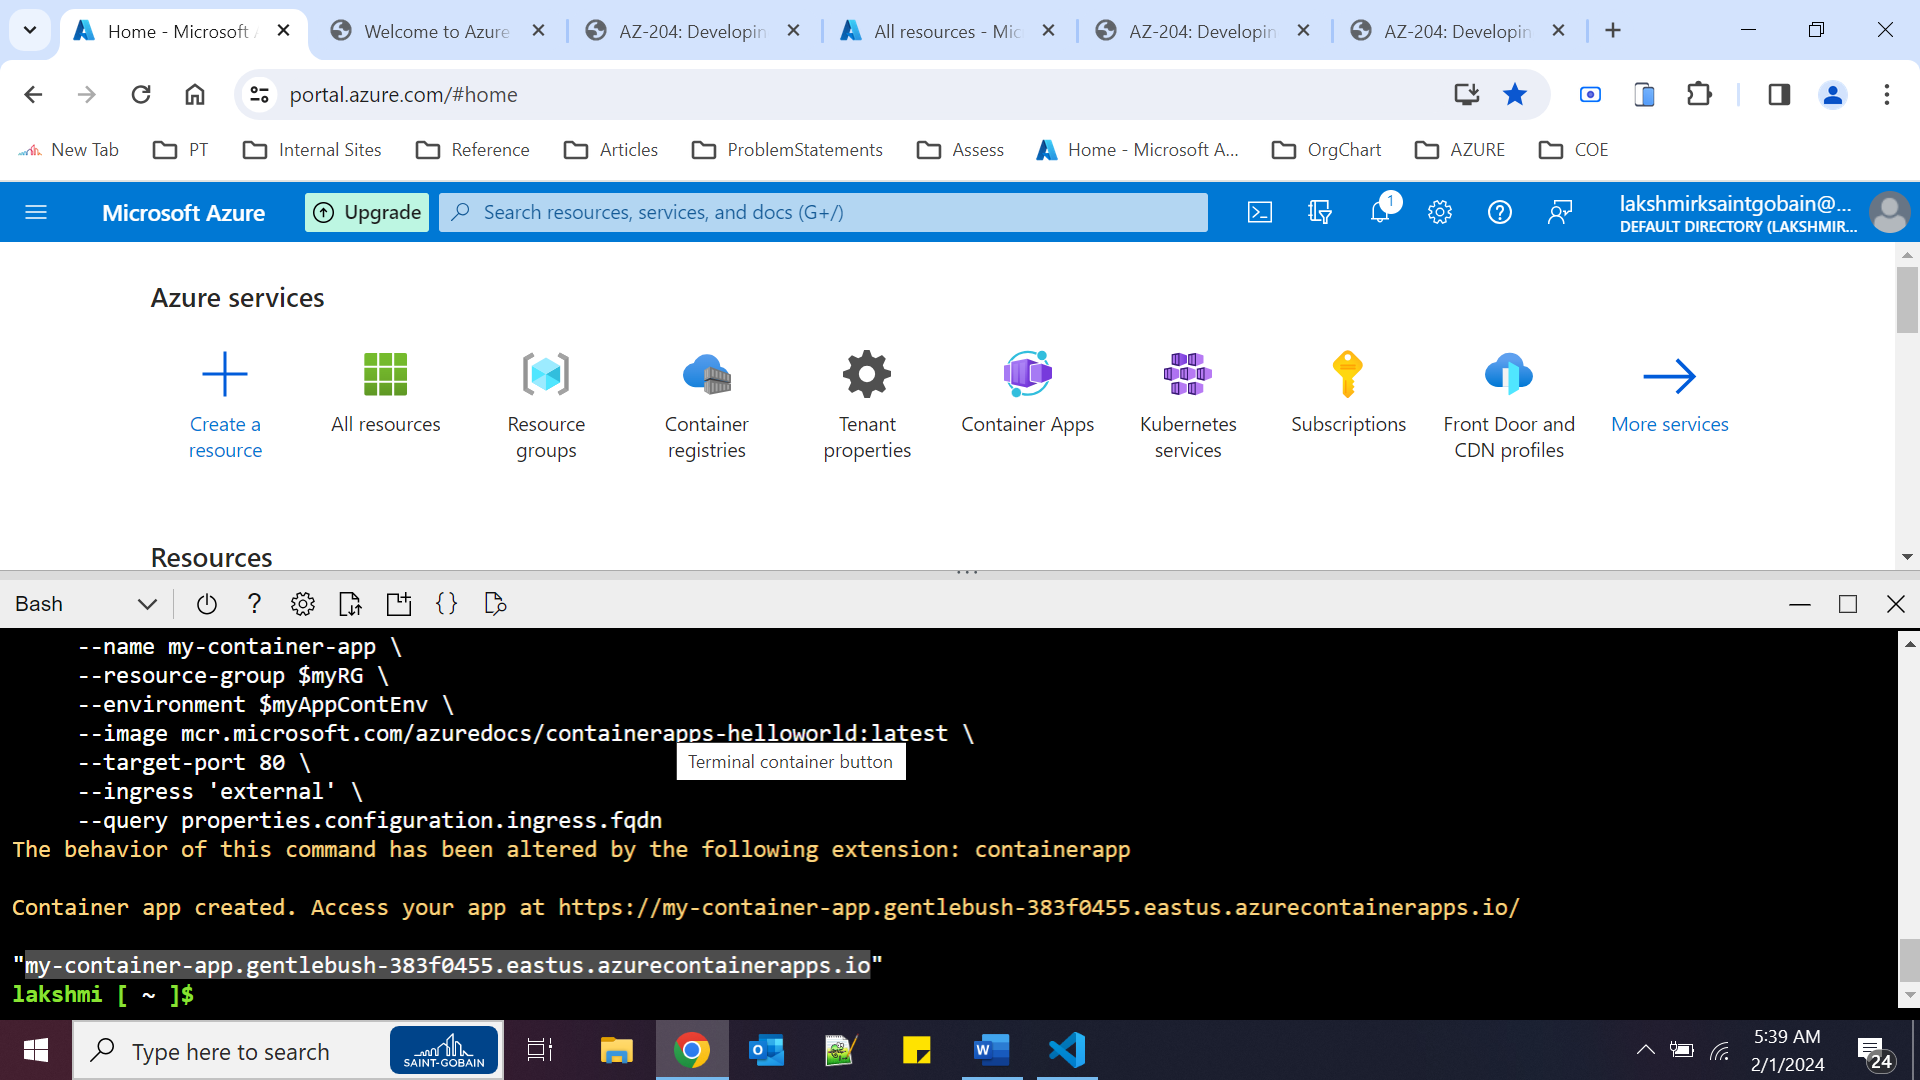 Home - Microsoft A
Welcome to Azure
AZ-204: Developin
All resources - Mic
AZ-204: Developin
AZ-204: Developin
portal.azure.com/#home
New Tab
PT
Internal Sites
Reference
Articles
ProblemStatements
Assess
Home - Microsoft A...
OrgChart
AZURE
COE
Microsoft Azure
Upgrade
Search resources, services, and docs (G+/)
1
lakshmirksaintgobain@...
DEFAULT DIRECTORY (LAKSHMIR...
Azure services
Create a
resource
All resources
Resource
groups
Container
registries
Tenant
properties
Container Apps
Kubernetes
services
Subscriptions
Front Door and
CDN profiles
More services
Resources
Bash
--name my-container-app \
--resource-group $myRG \
--environment $myAppContEnv \
--image mcr.microsoft.com/azuredocs/containerapps-helloworld:latest \
--target-port 80 \
Terminal container button
--ingress 'external' \
--query properties.configuration.ingress.fqdn
The behavior of this command has been altered by the following extension: containerapp
Container app created. Access your app at https://my-container-app.gentlebush-383f0455.eastus.azurecontainerapps.io/
"my-container-app.gentlebush-383f0455.eastus.azurecontainerapps.io"
lakshmi [ ~ ]$
Type here to search
SAINT-GOBAIN
5:39 AM
2/1/2024
24